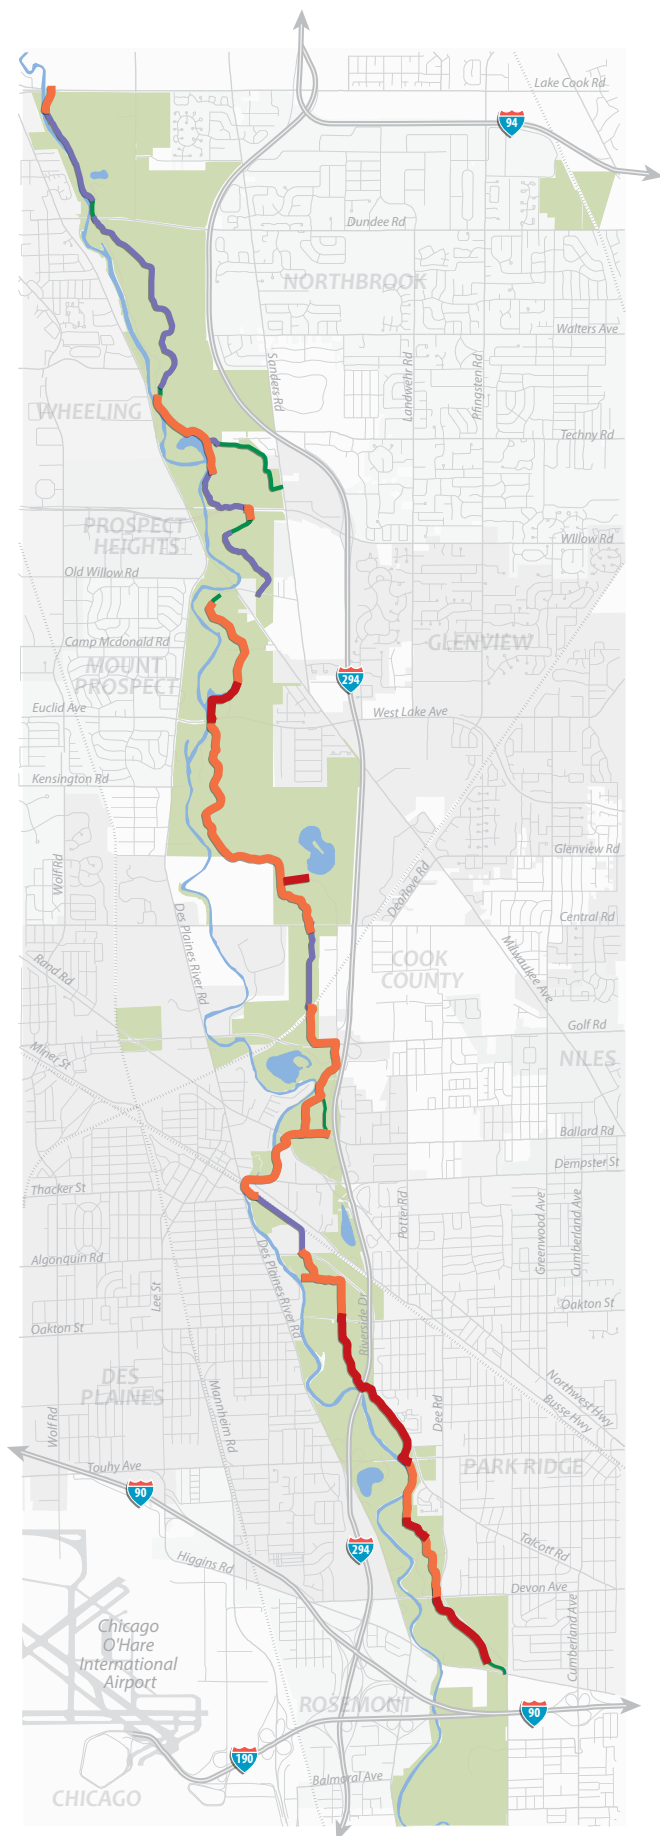 Lake Cook Rd
94
Dundee Rd
NORTHBROOK
Walters Ave
Sanders Rd
Landwehr Rd
Pfingsten Rd
WHEELING
Techny Rd
PROSPECT
HEIGHTS
Willow Rd
Old Willow Rd
Camp Mcdonald Rd
GLENVIEW
MOUNT
PROSPECT
294
Euclid Ave
West Lake Ave
Kensington Rd
Glenview Rd
Wolf Rd
Dearlove Rd
Des Plaines River Rd
Central Rd
Milwaukee Ave
Rand Rd
COOK
COUNTY
Golf Rd
Miner St
NILES
Ballard Rd
Dempster St
Thacker St
Potter Rd
Greenwood Ave
Cumberland Ave
Algonquin Rd
Des Plaines River Rd
Lee St
Oakton St
Riverside Dr
Oakton St
DES
PLAINES
Mannheim Rd
Dee Rd
Northwest Hwy
Busse Hwy
Wolf Rd
Touhy Ave
PARK RIDGE
90
Talcott Rd
294
Higgins Rd
Devon Ave
Cumberland Ave
Chicago
O'Hare
International
Airport
ROSEMONT
90
190
Balmoral Ave
CHICAGO